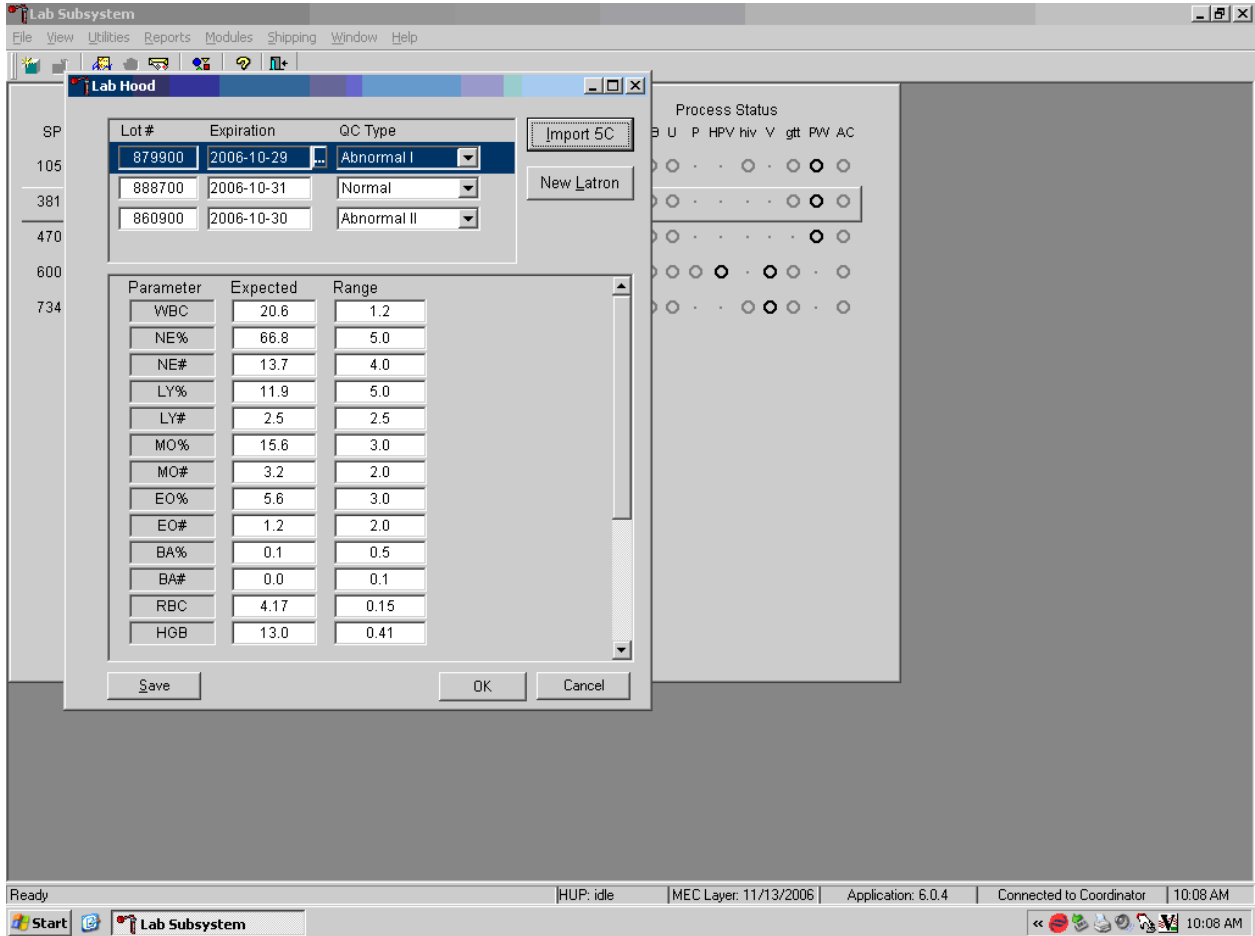 Lab Subsystem
File View Utilities Reports Modules Shipping Window Help
Lab Hood
Lot # Expiration QC Type
879900 2006-10-29 ... Abnormal I
888700 2006-10-31 Normal
860900 2006-10-30 Abnormal II
Import 5C
New Latron
Parameter Expected Range
WBC 20.6 1.2
NE% 66.8 5.0
NE# 13.7 4.0
LY% 11.9 5.0
LY# 2.5 2.5
MO% 15.6 3.0
MO# 3.2 2.0
EO% 5.6 3.0
EO# 1.2 2.0
BA% 0.1 0.5
BA# 0.0 0.1
RBC 4.17 0.15
HGB 13.0 0.41
Save OK Cancel
Process Status
SP B U P HPV hiv V gtt PW AC
105
381
470
600
734
Ready HUP: idle MEC Layer: 11/13/2006 Application: 6.0.4 Connected to Coordinator 10:08 AM
Start Lab Subsystem « 10:08 AM